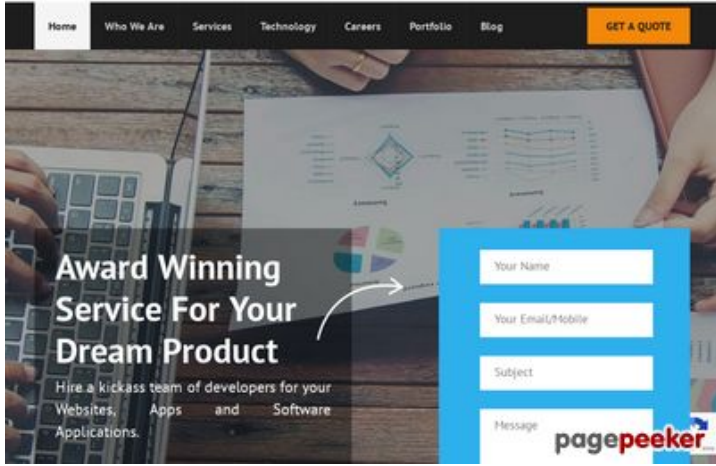 Home Who We Are Services Technology Careers Portfolio Blog GET A QUOTE
Award Winning
Service For Your
Dream Product
Hire a kickass team of developers for your
Websites, Apps and Software
Applications.
Your Name
Your Email/Mobile
Subject
Message
pagepeeker